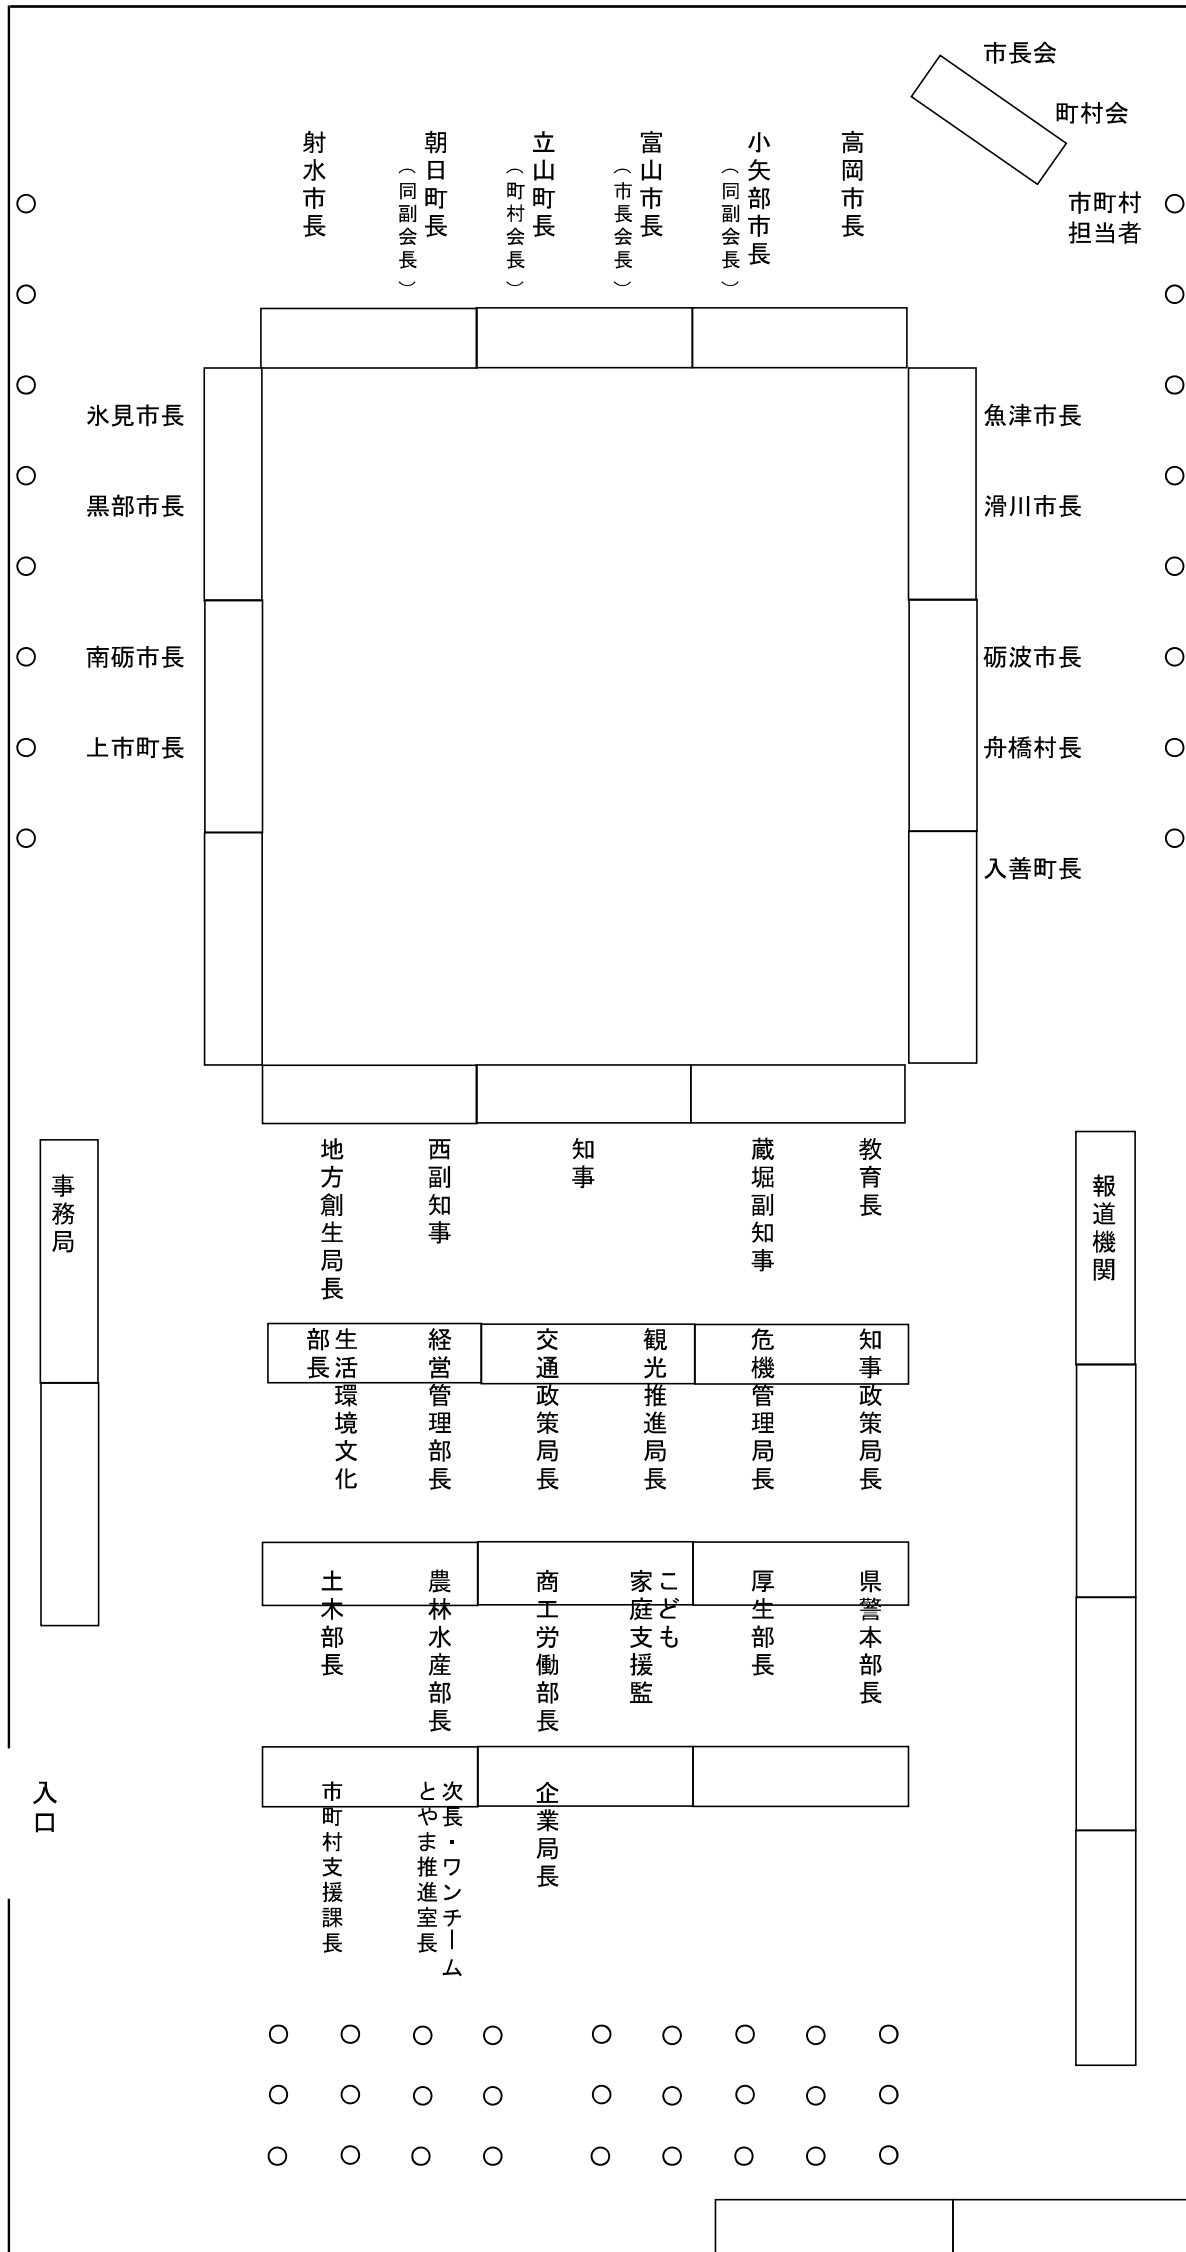 市長会
町村会
市町村
担当者
高岡市長
小矢部市長
（同副会長）
富山市長
（市長会長）
立山町長
（町村会長）
朝日町長
（同副会長）
射水市長
氷見市長
黒部市長
南砺市長
上市町長
魚津市長
滑川市長
砺波市長
舟橋村長
入善町長
教育長
蔵堀副知事
知事
西副知事
地方創生局長
事務局
報道機関
知事政策局長
危機管理局長
観光推進局長
交通政策局長
経営管理部長
生活環境文化
部長
県警本部長
厚生部長
こども
家庭支援監
商工労働部長
農林水産部長
土木部長
企業局長
次長・ワンチーム
とやま推進室長
市町村支援課長
入口